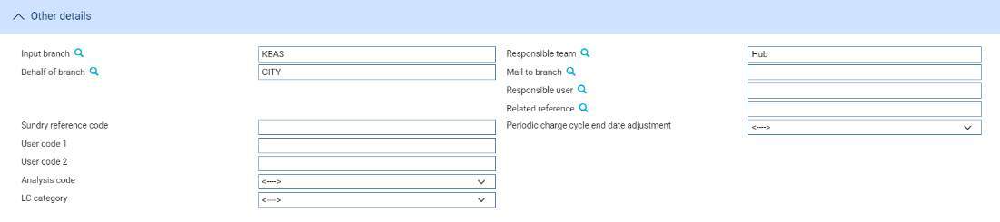 Other details
Input branch KBAS Responsible team Hub
Behalf of branch CITY Mail to branch
Responsible user
Related reference
Sundry reference code Periodic charge cycle end date adjustment <---->
User code 1
User code 2
Analysis code <---->
LC category <---->